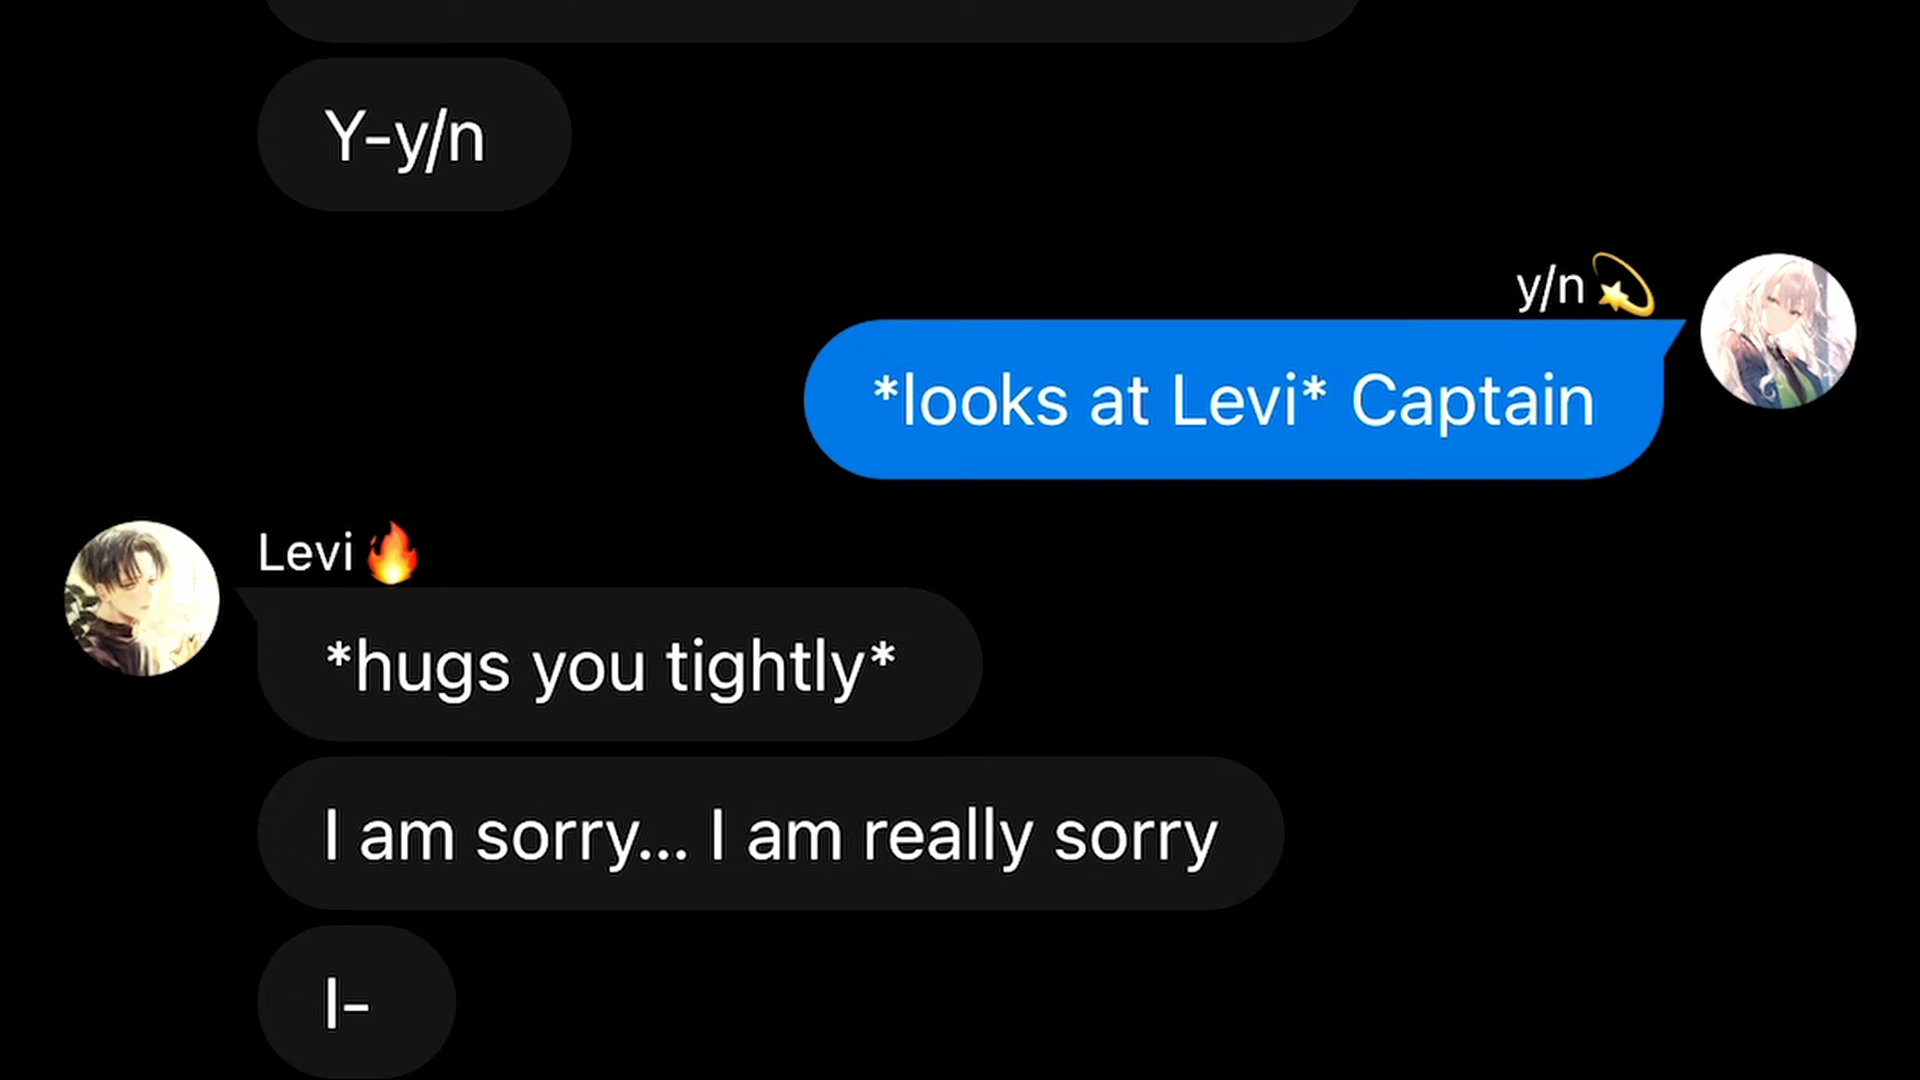 Y-y/n
y/n💫
*looks at Levi* Captain
Levi🔥
*hugs you tightly*
I am sorry... I am really sorry
I-